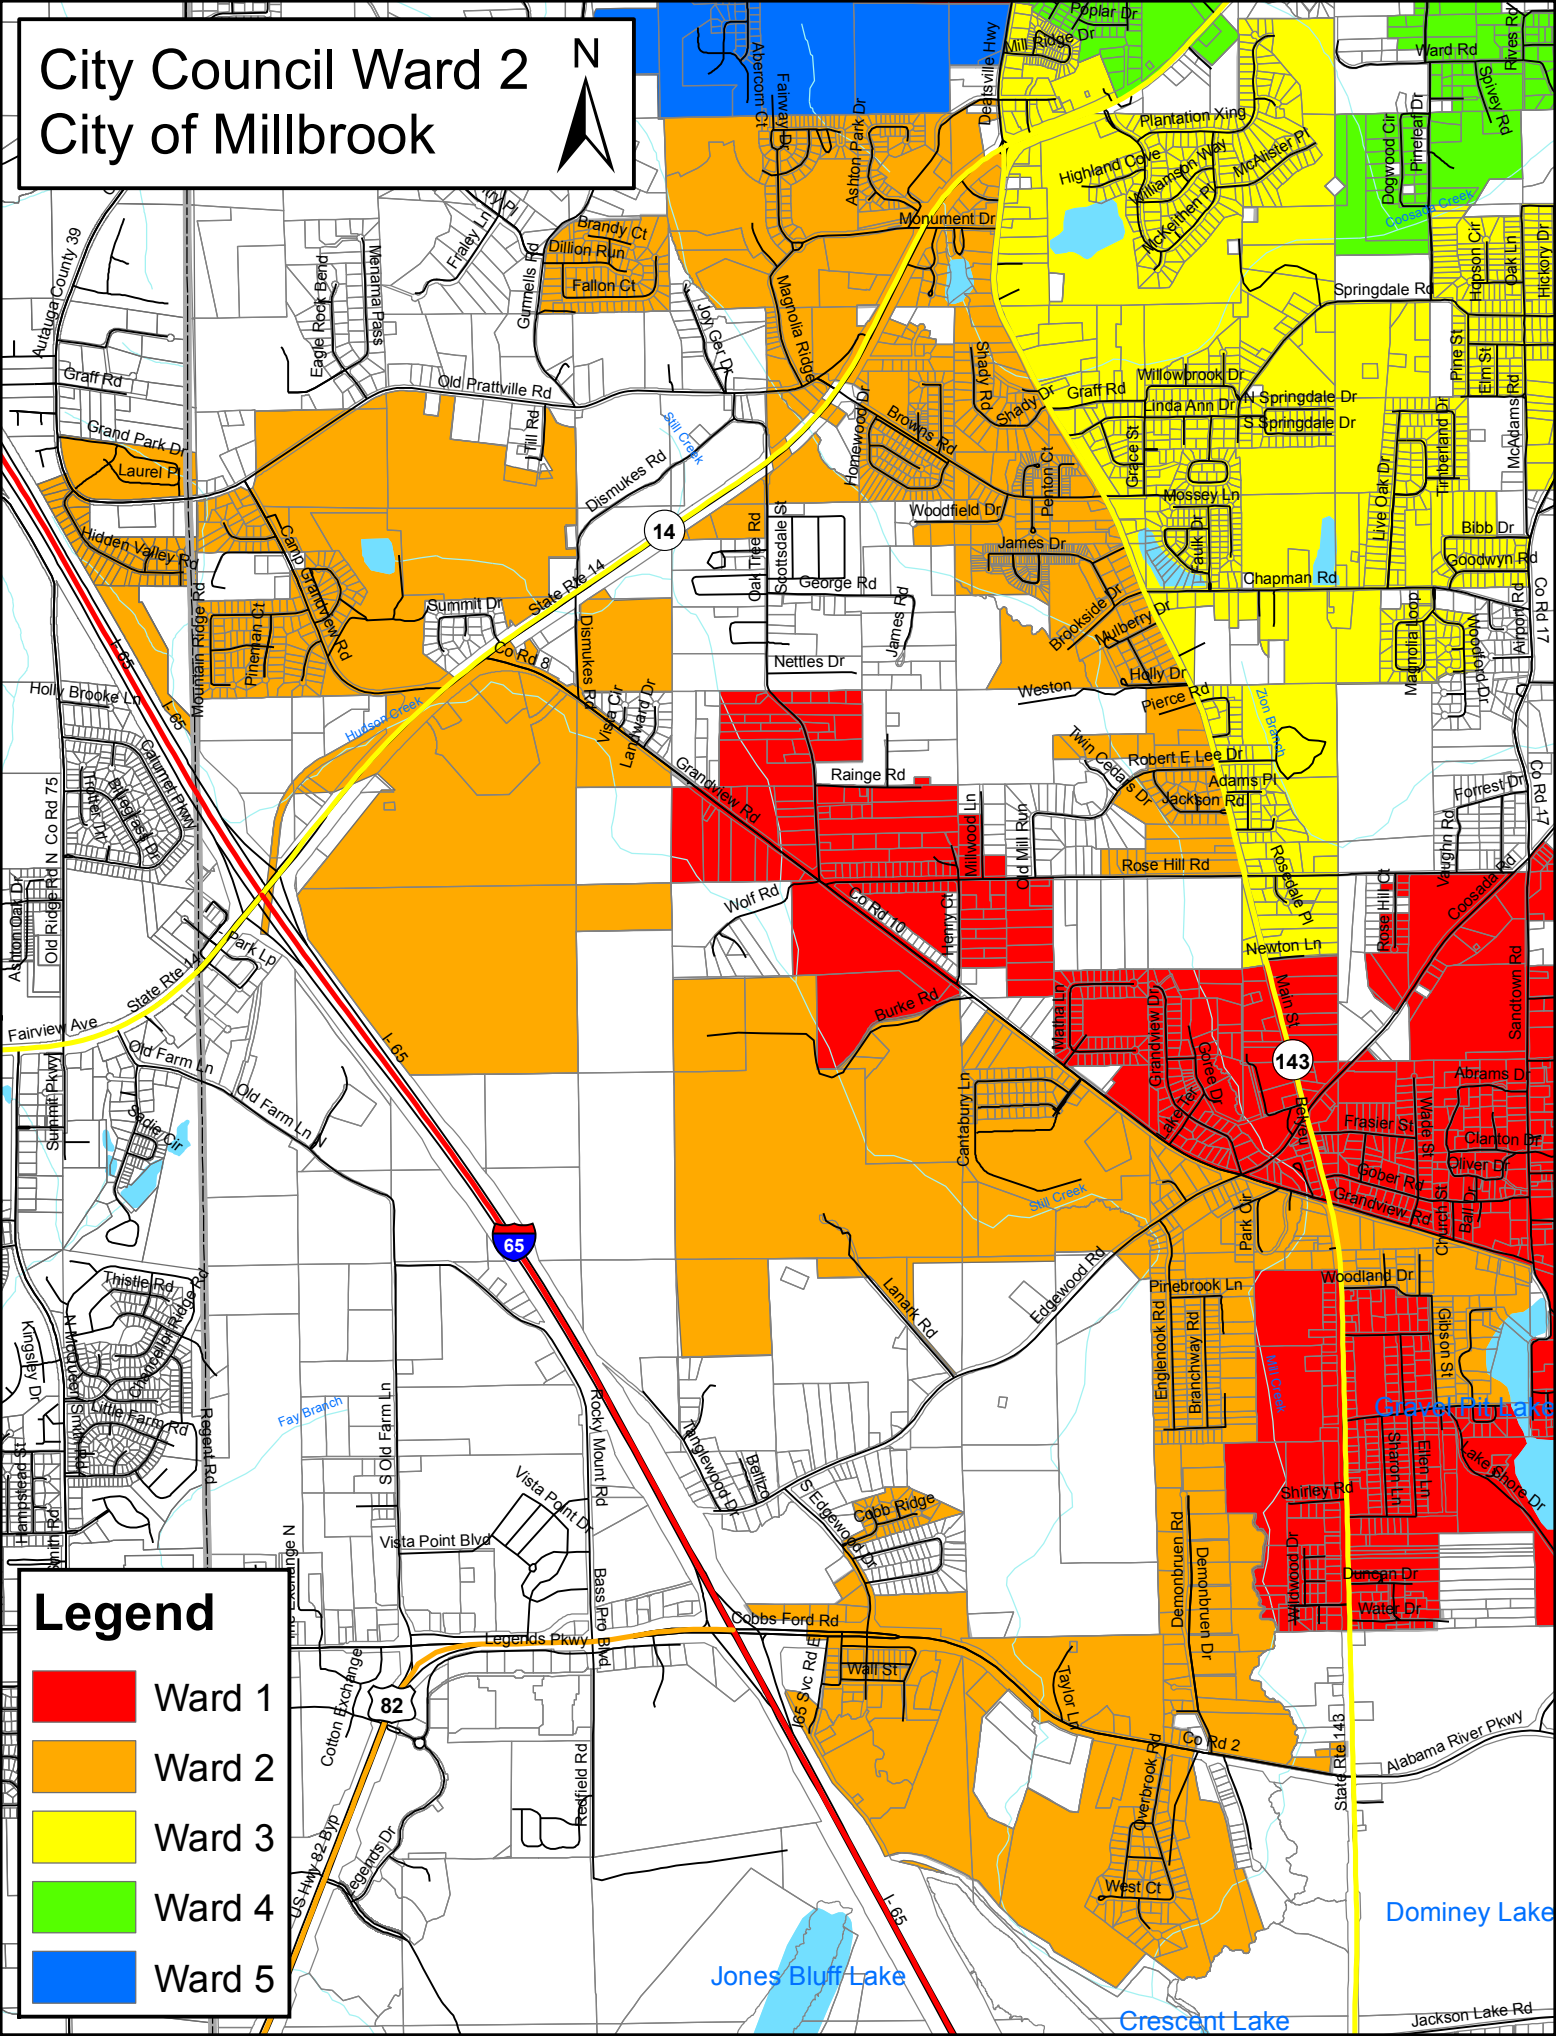 City Council Ward 2
City of Millbrook
N
Poplar Dr
Mill Ridge Dr
Deatsville Hwy
Ward Rd
Rives Rd
Spivey Rd
Abercorn Ct
Fairway Dr
Ashton Park Dr
Plantation Xing
Highland Cove
Williamson Way
McAlister Pl
McKeithen Pl
Dogwood Cir
Pineleaf Dr
Coosada Creek
Monument Dr
Fraley Ln
Brandy Ct
Dillion Run
Fallon Ct
Gunnells Rd
Autauga County 39
Eagle Rock Bend
Manama Pass
Magnolia Ridge
Joy Ger Dr
Springdale Rd
Hopson Cir
Oak Ln
Hickory Dr
Pine St
Elm St
McAdams Rd
Graff Rd
Old Prattville Rd
Till Rd
Still Creek
Shady Rd
Shady Dr
Graff Rd
Willowbrook Dr
Linda Ann Dr
N Springdale Dr
S Springdale Dr
Timberland Dr
Grand Park Dr
Laurel Pl
Homewood Dr
Browns Rd
Grace St
Penton Ct
Mossey Ln
Live Oak Dr
Dismukes Rd
14
Woodfield Dr
James Dr
Faulk Dr
Bibb Dr
Goodwyn Rd
Chapman Rd
Hidden Valley Rd
Camp Grandview Rd
Oak Tree Rd
Scottsdale St
George Rd
James Rd
Nettles Dr
State Rte 14
Summit Dr
Co Rd 8
Dismukes Rd
Mountain Ridge Rd
Pineman Ct
I- 65
Brookside Dr
Mulberry Dr
Holly Dr
Weston
Pierce Rd
Zion Branch
Magnolia Loop
Woodford Dr
Airport Rd
Co Rd 17
Holly Brooke Ln
I- 65
Hudson Creek
Vista Cir
Landward Dr
Grandview Rd
Rainge Rd
Twin Cedars Dr
Robert E Lee Dr
Adams Pl
Jackson Rd
Forrest Dr
Co Rd 17
Vaughn Rd
Calumet Pkwy
Trotter Trl
Bluegrass Dr
Co Rd 75
Old Ridge Rd N
Ashton Oak Dr
Millwood Ln
Old Mill Run
Rose Hill Rd
Rosedale Pl
Rose Hill Ct
Coosada Rd
Wolf Rd
Co Rd 10
Henry Ct
Newton Ln
Park Lp
State Rte 14
Fairview Ave
Burke Rd
Main St
Sandtown Rd
Matha Ln
Grandview Dr
Goree Dr
143
Old Farm Ln
Old Farm Ln N
I- 65
Summit Pkwy
Sadie Cir
Cantabury Ln
Belvieu
Abrams Dr
Frasier St
Wade St
Clanton Dr
Oliver Dr
Gober Rd
Grandview Rd
Church St
Ball Dr
Still Creek
Park Cir
65
Thistle Rd
Chancellor Ridge Rd
Kingsley Dr
Little Farm Rd
Regent Rd
Fay Branch
S Old Farm Ln
Lanark Rd
Edgewood Rd
Pinebrook Ln
Woodland Dr
Englenook Rd
Branchway Rd
Gibson St
Mill Creek
Gravel Pit Lake
Sharon Ln
Ellen Ln
Lake Shore Dr
Shirley Rd
Hampstead St
Rocky Mount Rd
Tanglewood Dr
Bellizo
S Edgewood Dr
Cobb Ridge
Vista Point Dr
Vista Point Blvd
Demonbruen Rd
Demonbruen Dr
Wildwood Dr
Duncan Dr
Water Dr
Bass Pro Blvd
Cobbs Ford Rd
Legends Pkwy
I65 Svc Rd E
Wall St
Taylor Ln
Cotton Exchange
82
Co Rd 2
Overbrook Rd
State Rte 143
Alabama River Pkwy
Redfield Rd
US Hwy 82 Byp
Legends Dr
West Ct
I- 65
Dominey Lake
Jones Bluff Lake
Crescent Lake
Jackson Lake Rd
Legend
Ward 1
Ward 2
Ward 3
Ward 4
Ward 5